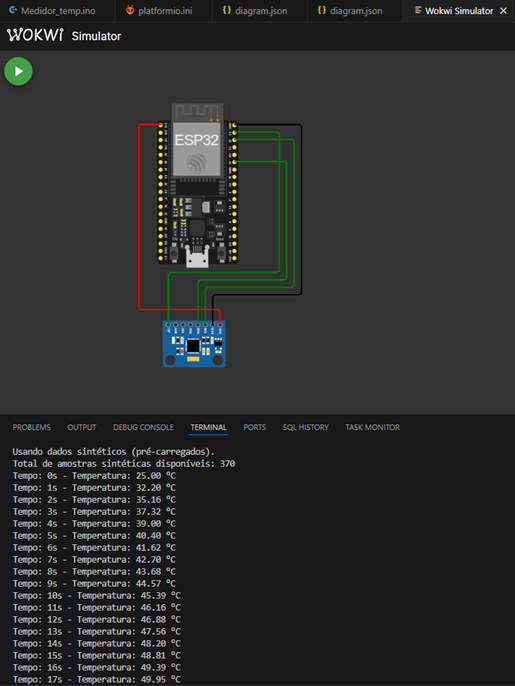 Medidor_temp.ino platformio.ini diagram.json diagram.json Wokwi Simulator
WOKWI Simulator
ESP32
PROBLEMS OUTPUT DEBUG CONSOLE TERMINAL PORTS SQL HISTORY TASK MONITOR
Usando dados sintéticos (pré-carregados).
Total de amostras sintéticas disponíveis: 370
Tempo: 0s - Temperatura: 25.00 °C
Tempo: 1s - Temperatura: 32.20 °C
Tempo: 2s - Temperatura: 35.16 °C
Tempo: 3s - Temperatura: 37.32 °C
Tempo: 4s - Temperatura: 39.00 °C
Tempo: 5s - Temperatura: 40.40 °C
Tempo: 6s - Temperatura: 41.62 °C
Tempo: 7s - Temperatura: 42.70 °C
Tempo: 8s - Temperatura: 43.68 °C
Tempo: 9s - Temperatura: 44.57 °C
Tempo: 10s - Temperatura: 45.39 °C
Tempo: 11s - Temperatura: 46.16 °C
Tempo: 12s - Temperatura: 46.88 °C
Tempo: 13s - Temperatura: 47.56 °C
Tempo: 14s - Temperatura: 48.20 °C
Tempo: 15s - Temperatura: 48.81 °C
Tempo: 16s - Temperatura: 49.39 °C
Tempo: 17s - Temperatura: 49.95 °C